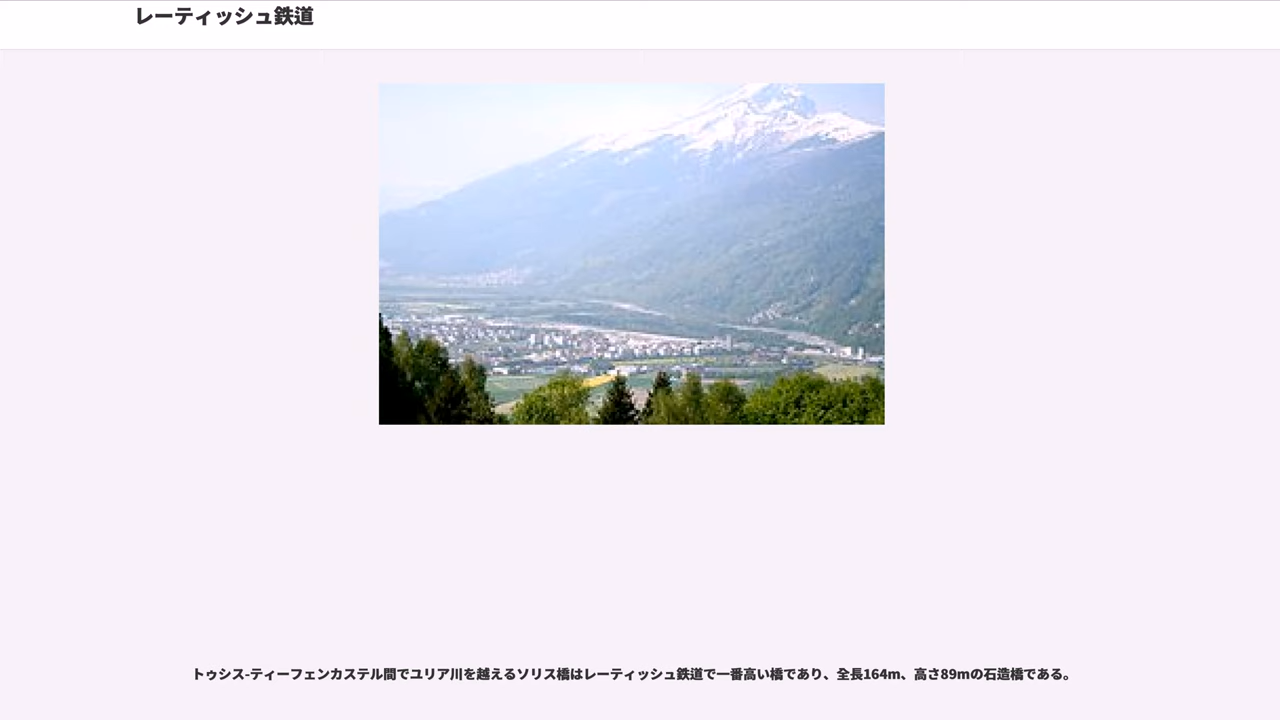 レーティッシュ鉄道
トゥシス-ティーフェンカステル間でユリア川を越えるソリス橋はレーティッシュ鉄道で一番高い橋であり、全長164m、高さ89mの石造橋である。